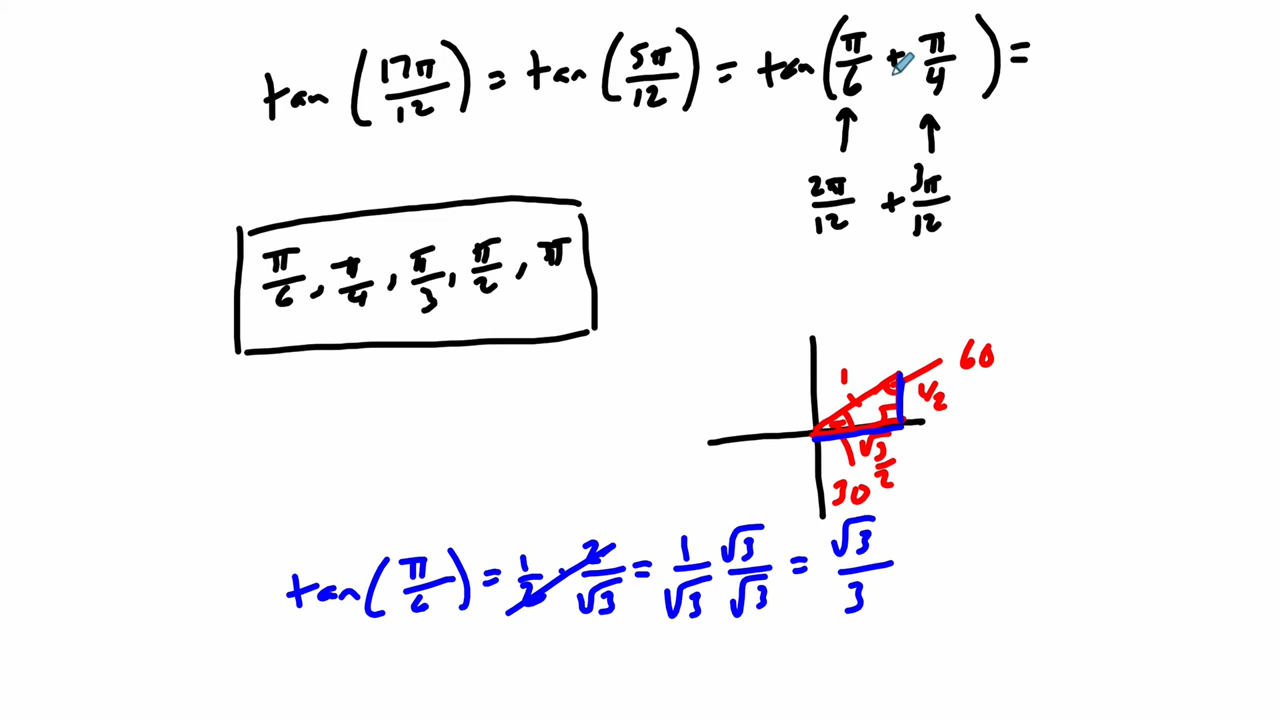 tan(17π/12) = tan(5π/12) = tan(π/6 + π/4) =
2π/12 + 3π/12
π/6, π/4, π/3, π/2, π
60
1
1/2
√3/2
30
tan(π/6) = 1/2 · 2/√3 = 1/√3 √3/√3 = √3/3